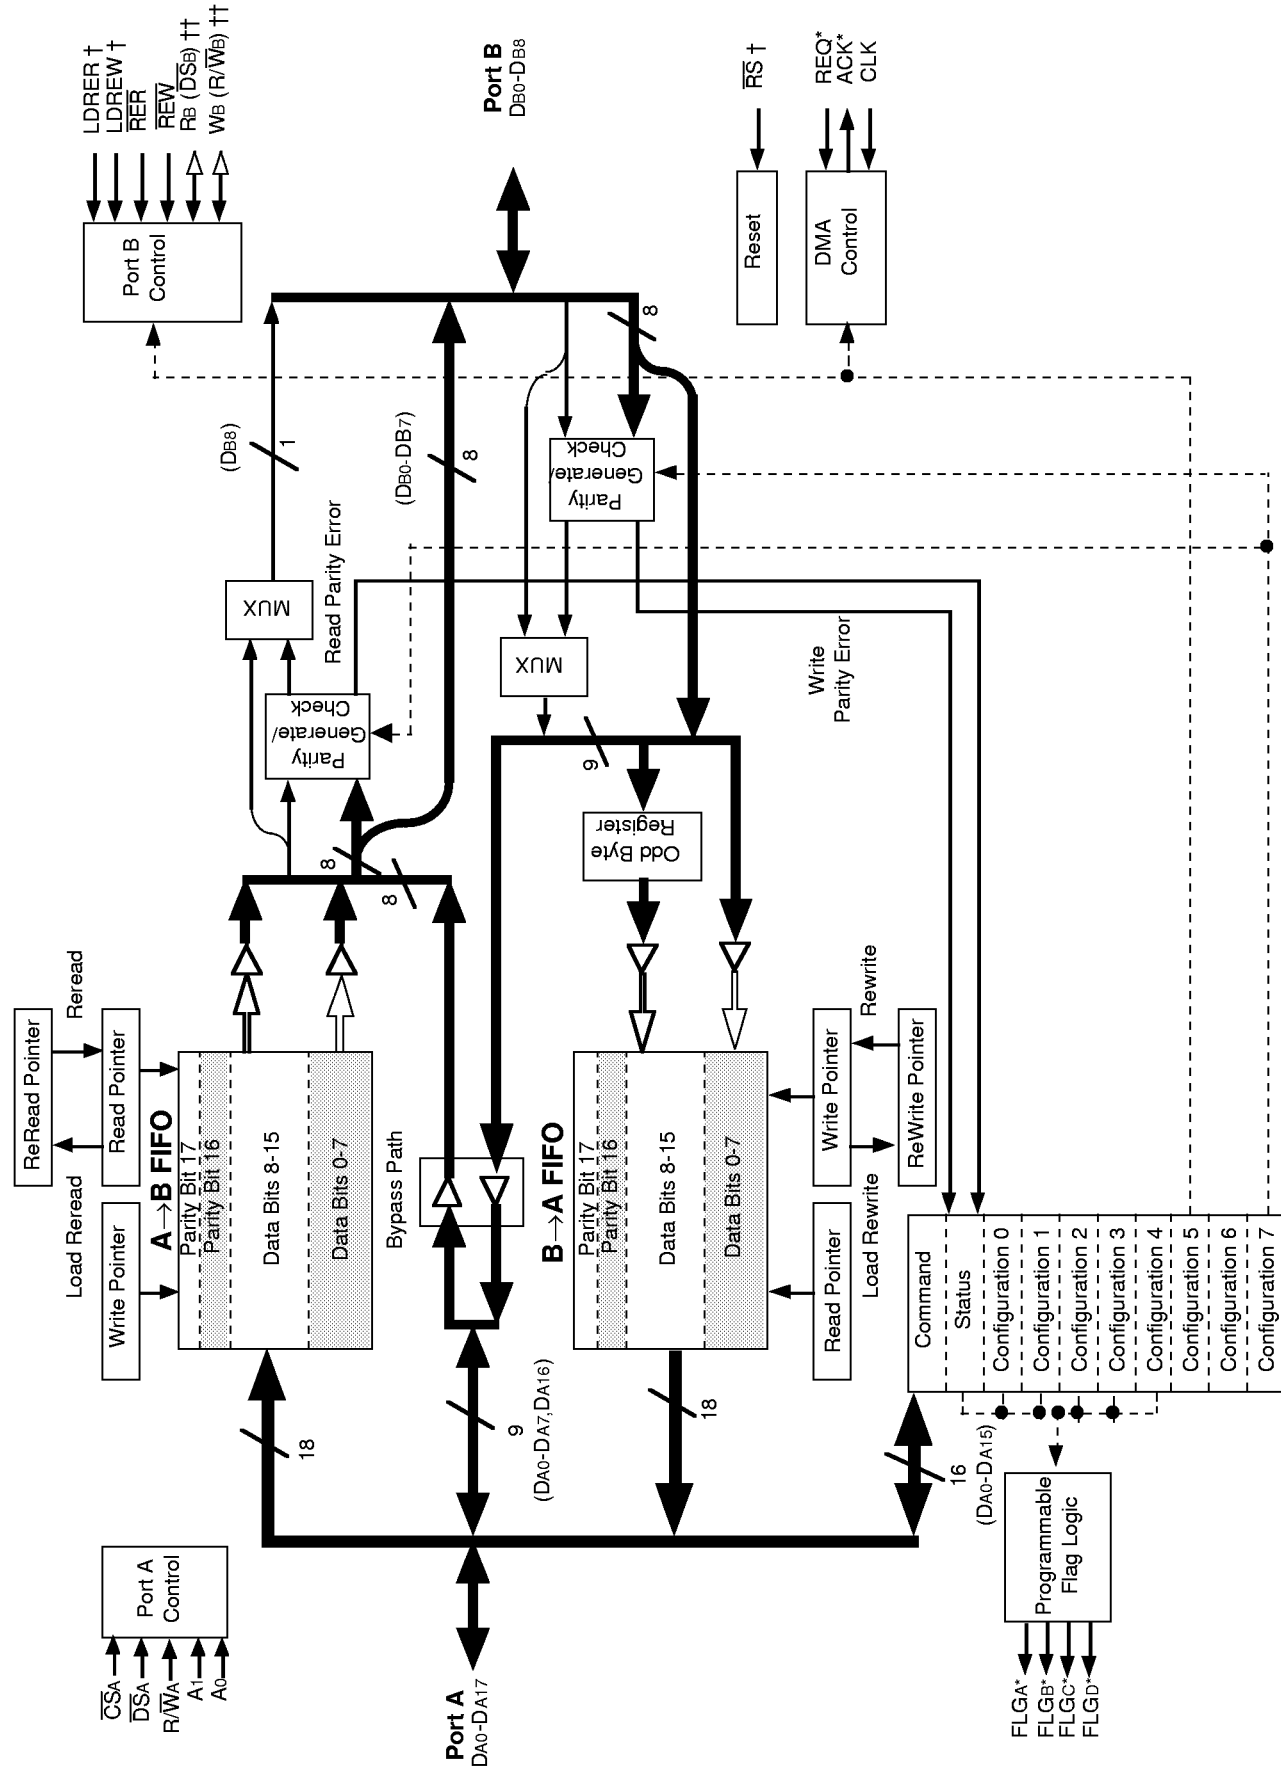 CSA
DSA
R/WA
A1
A0
Port A
Control
Port A
DA0-DA17
Write Pointer
Load Reread
ReRead Pointer
Read Pointer
Reread
A→B FIFO
Parity Bit 17
Parity Bit 16
Data Bits 8-15
Data Bits 0-7
18
Bypass Path
9
(DA0-DA7,DA16)
8
8
Parity
Generate/
Check
MUX
Read Parity Error
(DB8)
1
(DB0-DB7)
8
Port B
Control
LDRER †
LDREW †
RER
REW
RB (DSB) ††
WB (R/WB) ††
Port B
DB0-DB8
B→A FIFO
Parity Bit 17
Parity Bit 16
Data Bits 8-15
Data Bits 0-7
18
Odd Byte
Register
9
MUX
Parity
Generate/
Check
8
Write
Parity Error
Read Pointer
Load Rewrite
Write Pointer
Rewrite
ReWrite Pointer
Reset
RS †
DMA
Control
REQ*
ACK*
CLK
16
(DA0-DA15)
Command
Status
Configuration 0
Configuration 1
Configuration 2
Configuration 3
Configuration 4
Configuration 5
Configuration 6
Configuration 7
Programmable
Flag Logic
FLGA*
FLGB*
FLGC*
FLGD*